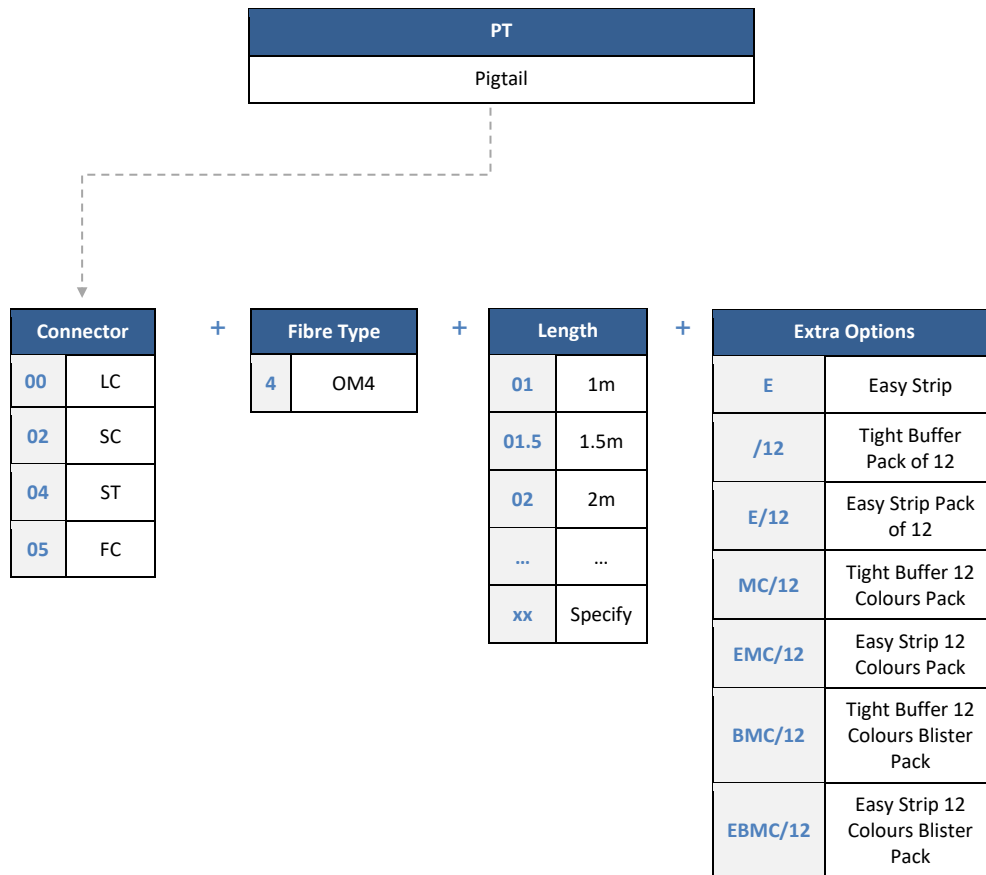 PT
Pigtail
Connector
00 LC
02 SC
04 ST
05 FC
+
Fibre Type
4 OM4
+
Length
01 1m
01.5 1.5m
02 2m
... ...
xx Specify
+
Extra Options
E Easy Strip
/12 Tight Buffer
Pack of 12
E/12 Easy Strip Pack
of 12
MC/12 Tight Buffer 12
Colours Pack
EMC/12 Easy Strip 12
Colours Pack
BMC/12 Tight Buffer 12
Colours Blister
Pack
EBMC/12 Easy Strip 12
Colours Blister
Pack